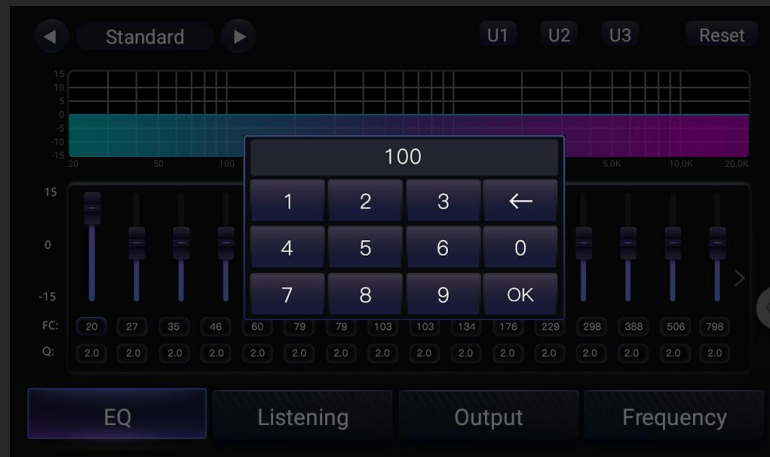 Standard U1 U2 U3 Reset
15
10
5
0
-5
-10
-15
20 50 100 5.0K 10.0K 20.0K
100
1 2 3 ←
4 5 6 0
7 8 9 OK
15
0
-15
FC: 20 27 35 46 60 79 79 103 103 134 176 229 298 388 506 798
Q: 2.0 2.0 2.0 2.0 2.0 2.0 2.0 2.0 2.0 2.0 2.0 2.0 2.0 2.0 2.0 2.0
EQ Listening Output Frequency